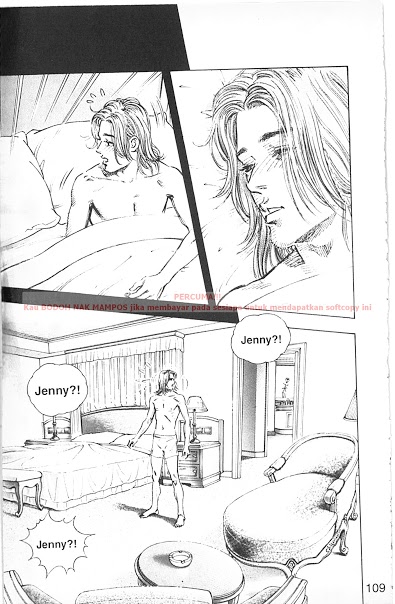 PERCUMA!!!
Kau BODOH NAK MAMPOS jika membayar pada sesiapa untuk mendapatkan softcopy ini
Jenny?!
Jenny?!
Jenny?!
109